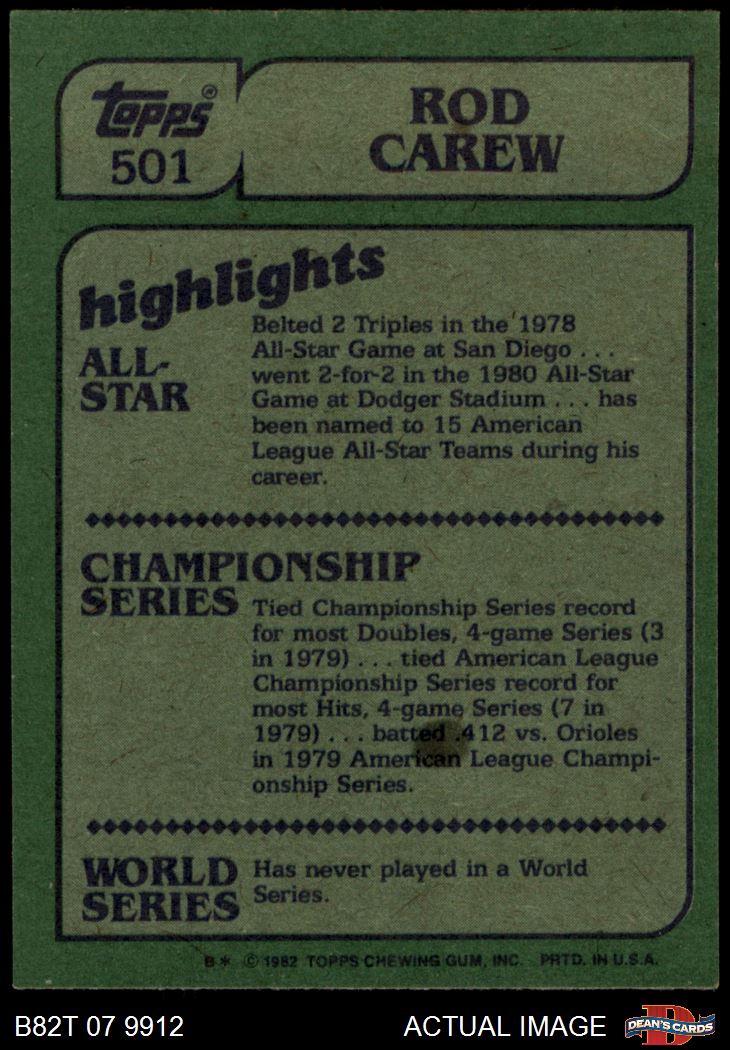 Topps®
501
ROD
CAREW
highlights
ALL-
STAR
Belted 2 Triples in the 1978
All-Star Game at San Diego . . .
went 2-for-2 in the 1980 All-Star
Game at Dodger Stadium . . . has
been named to 15 American
League All-Star Teams during his
career.
CHAMPIONSHIP
SERIES
Tied Championship Series record
for most Doubles, 4-game Series (3
in 1979) . . . tied American League
Championship Series record for
most Hits, 4-game Series (7 in
1979) . . . batted .412 vs. Orioles
in 1979 American League Champi-
onship Series.
WORLD
SERIES
Has never played in a World
Series.
B* © 1982 TOPPS CHEWING GUM, INC. PRTD. IN U.S.A.
B82T 07 9912
ACTUAL IMAGE
D
DEAN'S CARDS